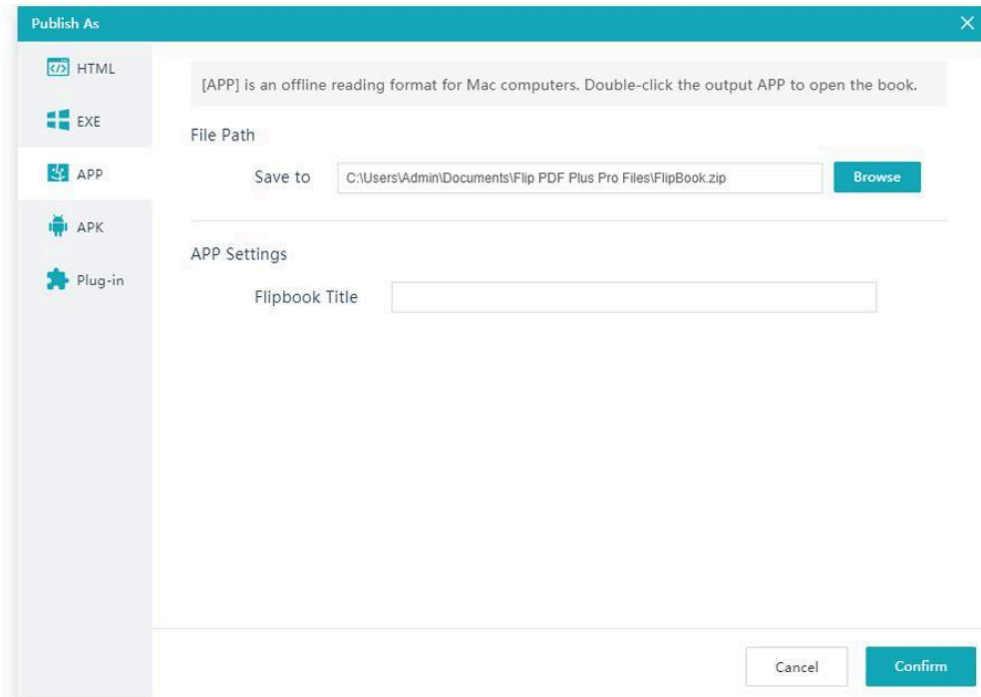 Publish As
HTML
EXE
APP
APK
Plug-in
[APP] is an offline reading format for Mac computers. Double-click the output APP to open the book.
File Path
Save to C:\Users\Admin\Documents\Flip PDF Plus Pro Files\FlipBook.zip Browse
APP Settings
Flipbook Title
Cancel Confirm